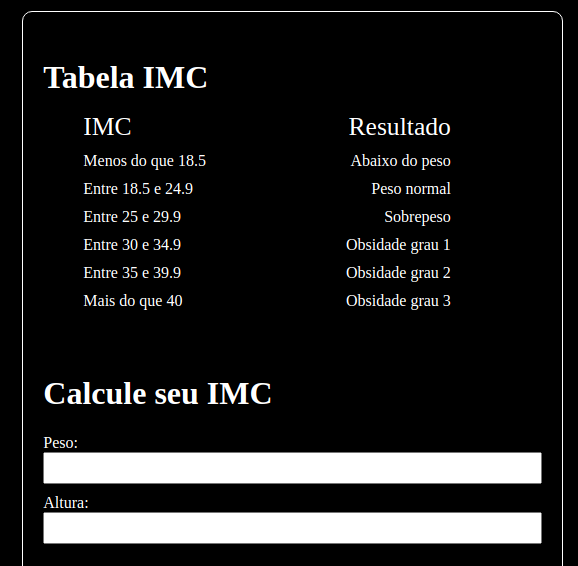 Tabela IMC
IMC Resultado
Menos do que 18.5 Abaixo do peso
Entre 18.5 e 24.9 Peso normal
Entre 25 e 29.9 Sobrepeso
Entre 30 e 34.9 Obsidade grau 1
Entre 35 e 39.9 Obsidade grau 2
Mais do que 40 Obsidade grau 3
Calcule seu IMC
Peso:
Altura: